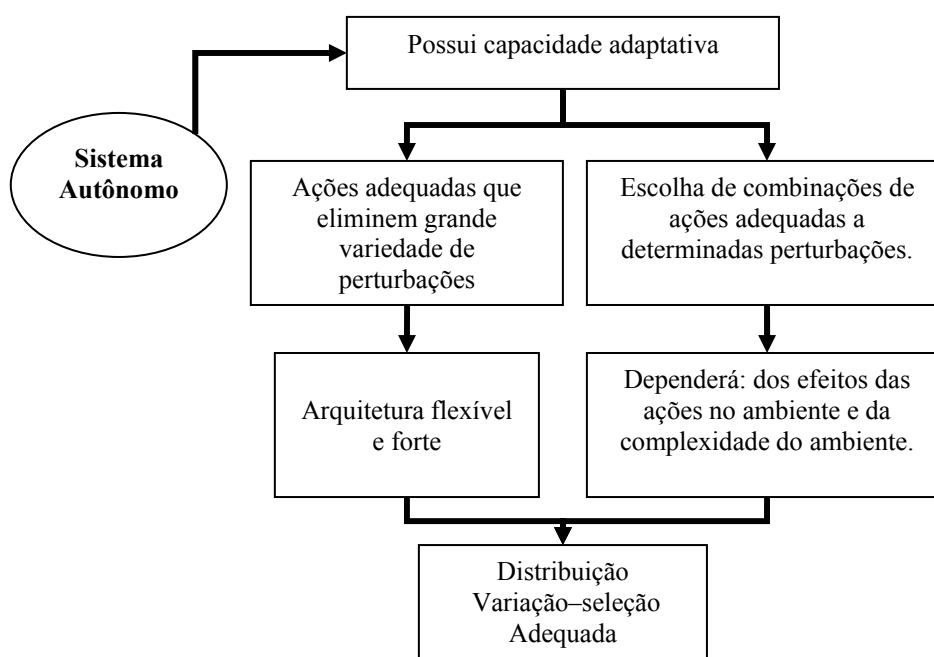 Possui capacidade adaptativa
Sistema
Autônomo
Ações adequadas que
eliminem grande
variedade de
perturbações
Escolha de combinações de
ações adequadas a
determinadas perturbações.
Arquitetura flexível
e forte
Dependerá: dos efeitos das
ações no ambiente e da
complexidade do ambiente.
Distribuição
Variação–seleção
Adequada